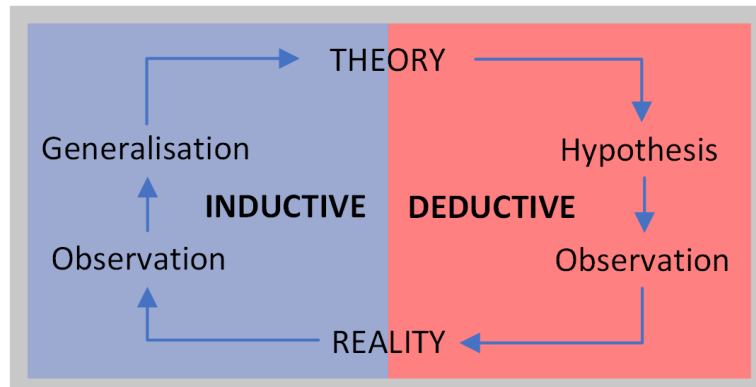 THEORY
Generalisation
Hypothesis
INDUCTIVE
DEDUCTIVE
Observation
Observation
REALITY